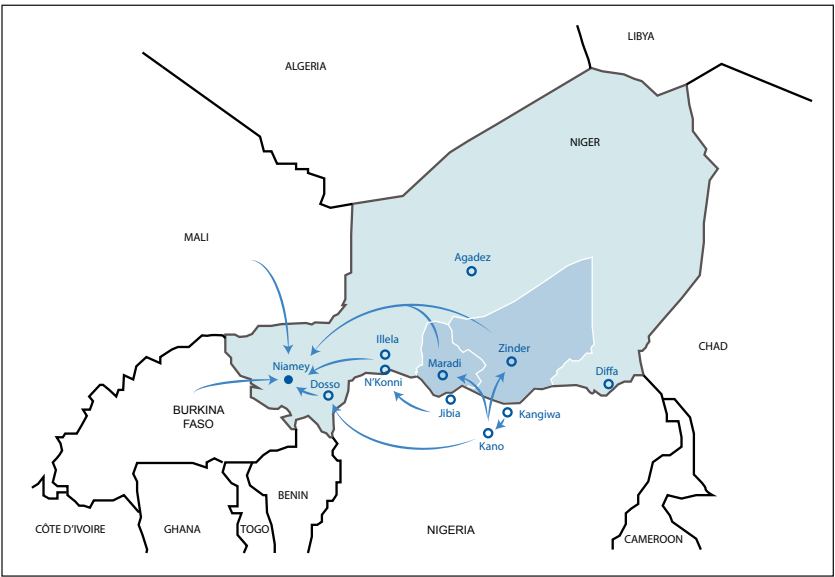 LIBYA
ALGERIA
NIGER
MALI
Agadez
Illela
Zinder
CHAD
Niamey
Maradi
Diffa
N'Konni
Dosso
BURKINA
FASO
Jibia
Kangiwa
Kano
BENIN
CÔTE D'IVOIRE
GHANA
TOGO
NIGERIA
CAMEROON